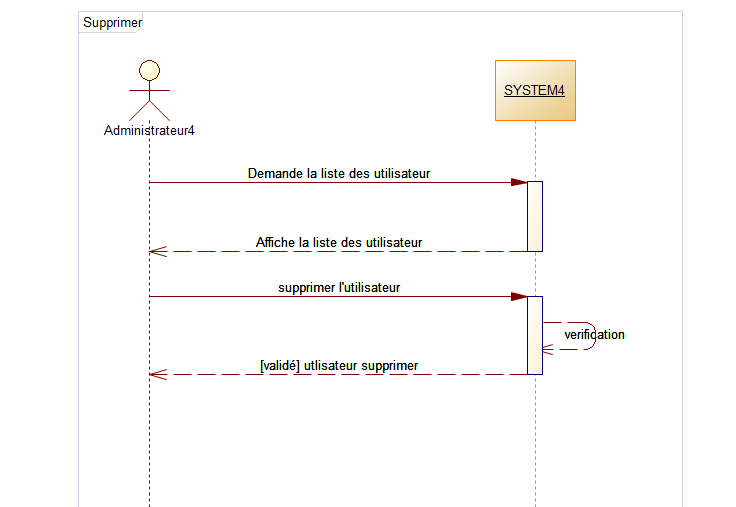 Supprimer
SYSTEM4
Administrateur4
Demande la liste des utilisateur
Affiche la liste des utilisateur
supprimer l'utilisateur
verification
[validé] utlisateur supprimer